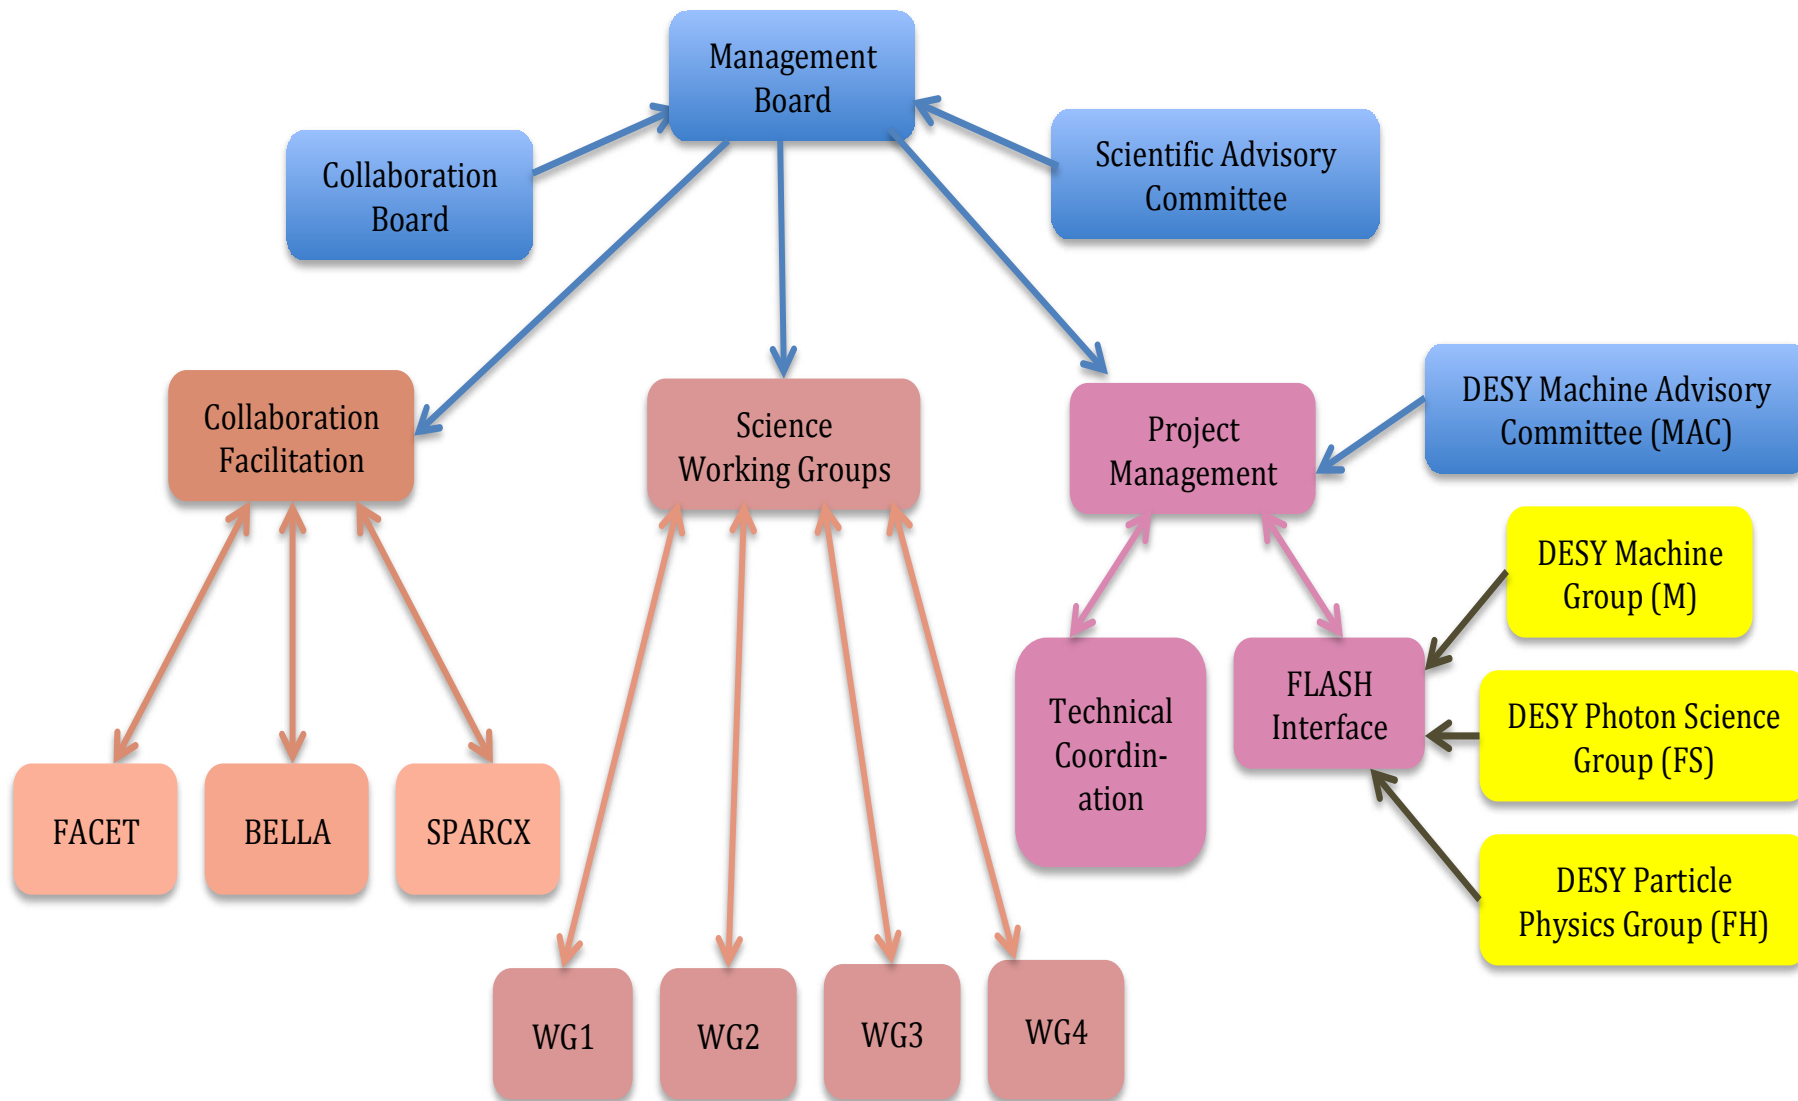 Management
Board
Collaboration
Board
Scientific Advisory
Committee
Collaboration
Facilitation
Science
Working Groups
Project
Management
DESY Machine Advisory
Committee (MAC)
DESY Machine
Group (M)
FLASH
Interface
DESY Photon Science
Group (FS)
Technical
Coordin-
ation
FACET
BELLA
SPARCX
DESY Particle
Physics Group (FH)
WG1
WG2
WG3
WG4